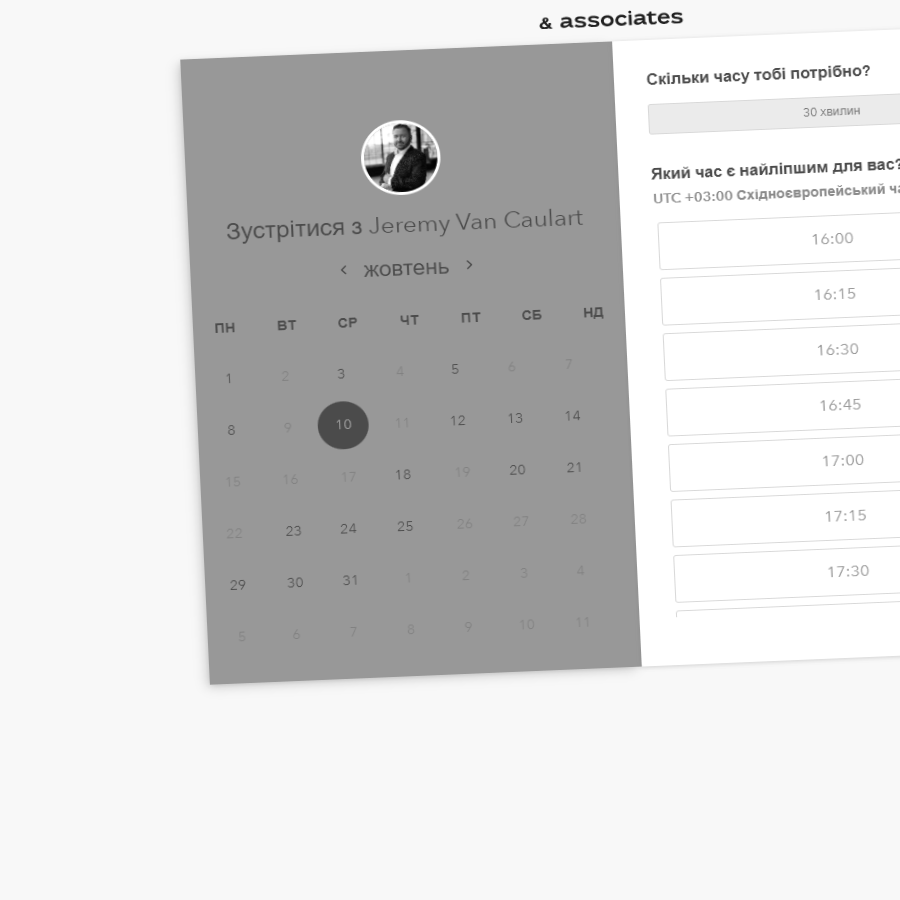 & associates
Зустрітися з Jeremy Van Caulart
‹ жовтень ›
ПН ВТ СР ЧТ ПТ СБ НД
1 2 3 4 5 6 7
8 9 10 11 12 13 14
15 16 17 18 19 20 21
22 23 24 25 26 27 28
29 30 31 1 2 3 4
5 6 7 8 9 10 11
Скільки часу тобі потрібно?
30 хвилин
Який час є найліпшим для вас?
UTC +03:00 Східноєвропейський
16:00
16:15
16:30
16:45
17:00
17:15
17:30